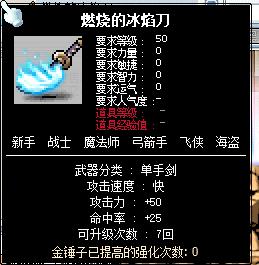 燃烧的冰焰刀
要求等级： 50
要求力量： 0
要求敏捷： 0
要求智力： 0
要求运气： 0
要求人气度： -
道具等级： -
道具经验值： -
新手 战士 魔法师 弓箭手 飞侠 海盗
武器分类 : 单手剑
攻击速度 : 快
攻击力 : +50
命中率 : +25
可升级次数 : 7回
金锤子已提高的强化次数: 0